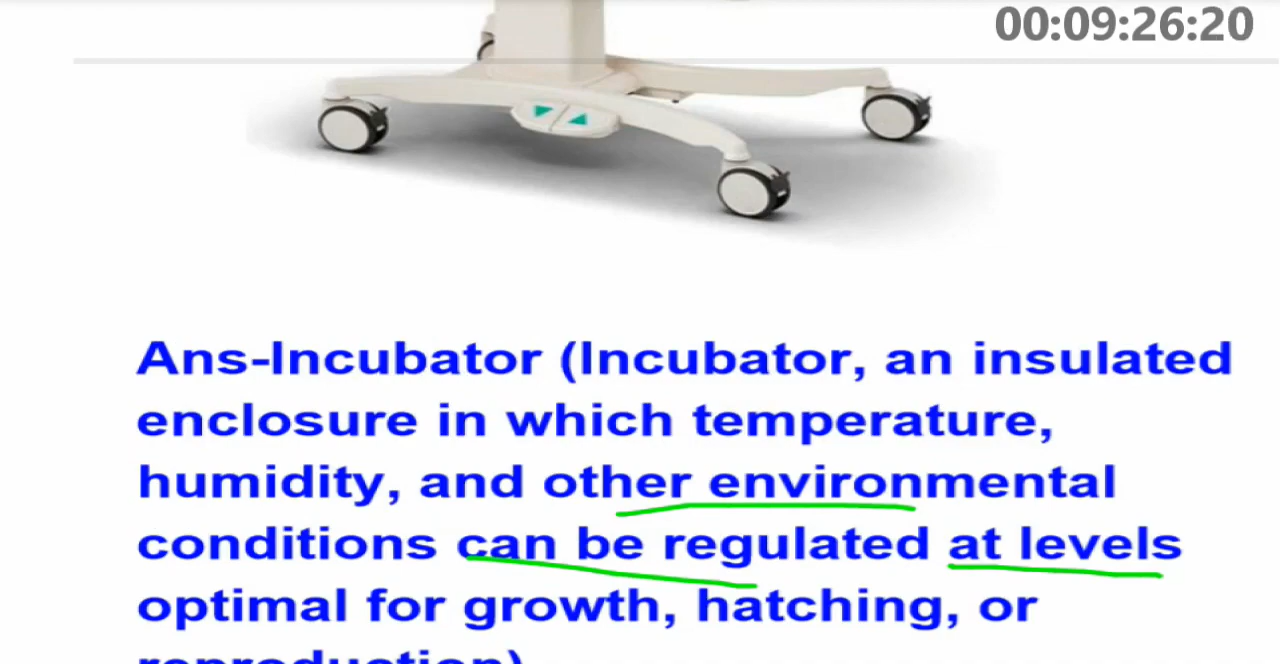 00:09:26:20
Ans-Incubator (Incubator, an insulated
enclosure in which temperature,
humidity, and other environmental
conditions can be regulated at levels
optimal for growth, hatching, or
reproduction)